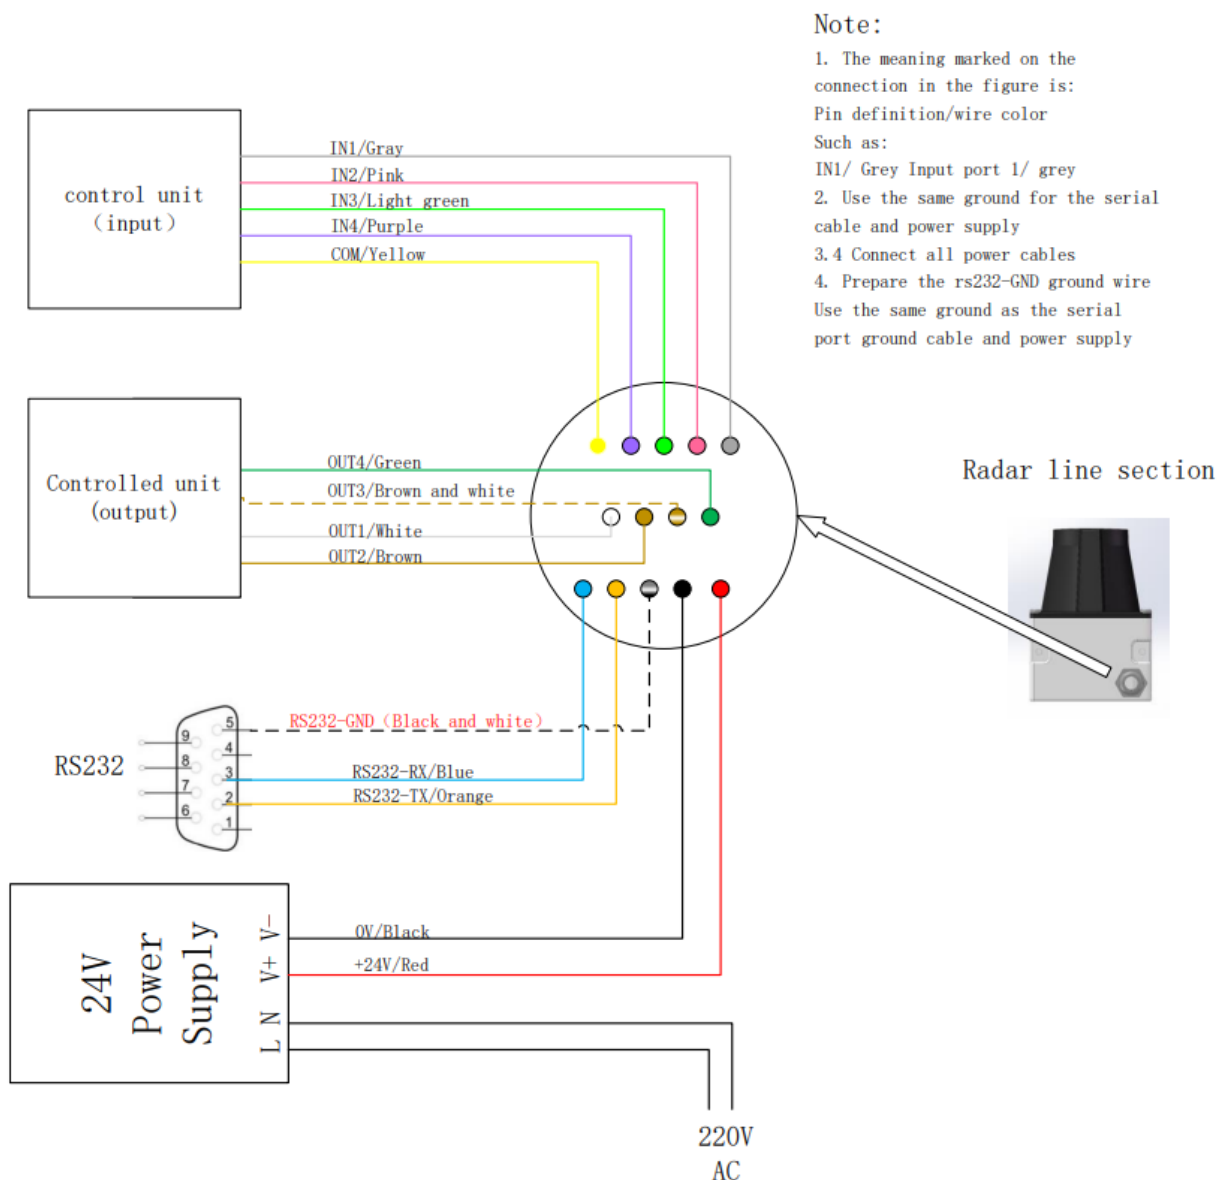 Note:
1. The meaning marked on the
connection in the figure is:
Pin definition/wire color
Such as:
IN1/ Grey Input port 1/ grey
2. Use the same ground for the serial
cable and power supply
3.4 Connect all power cables
4. Prepare the rs232-GND ground wire
Use the same ground as the serial
port ground cable and power supply
control unit
（input）
IN1/Gray
IN2/Pink
IN3/Light green
IN4/Purple
COM/Yellow
Controlled unit
(output)
OUT4/Green
OUT3/Brown and white
OUT1/White
OUT2/Brown
Radar line section
RS232
9
8
7
6
5
4
3
2
1
RS232-GND（Black and white）
RS232-RX/Blue
RS232-TX/Orange
24V
Power
Supply
V-
V+
N
L
0V/Black
+24V/Red
220V
AC